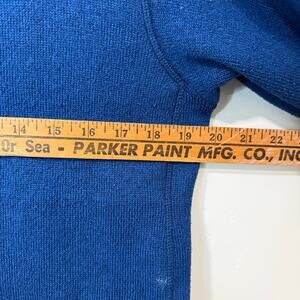 14 15 16 17 18 19 20 21 22
Or Sea - PARKER PAINT MFG. CO., INC